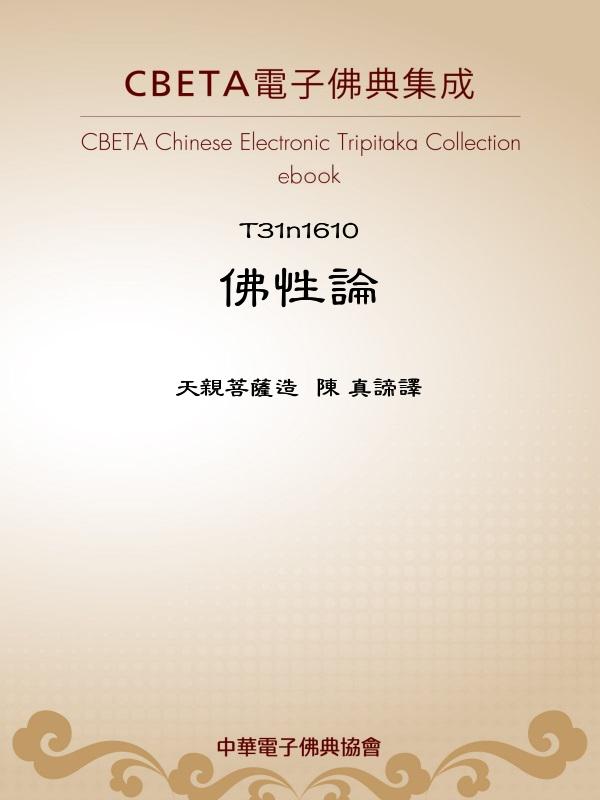 CBETA電子佛典集成
CBETA Chinese Electronic Tripitaka Collection
ebook
T31n1610
佛性論
天親菩薩造 陳 真諦譯
中華電子佛典協會